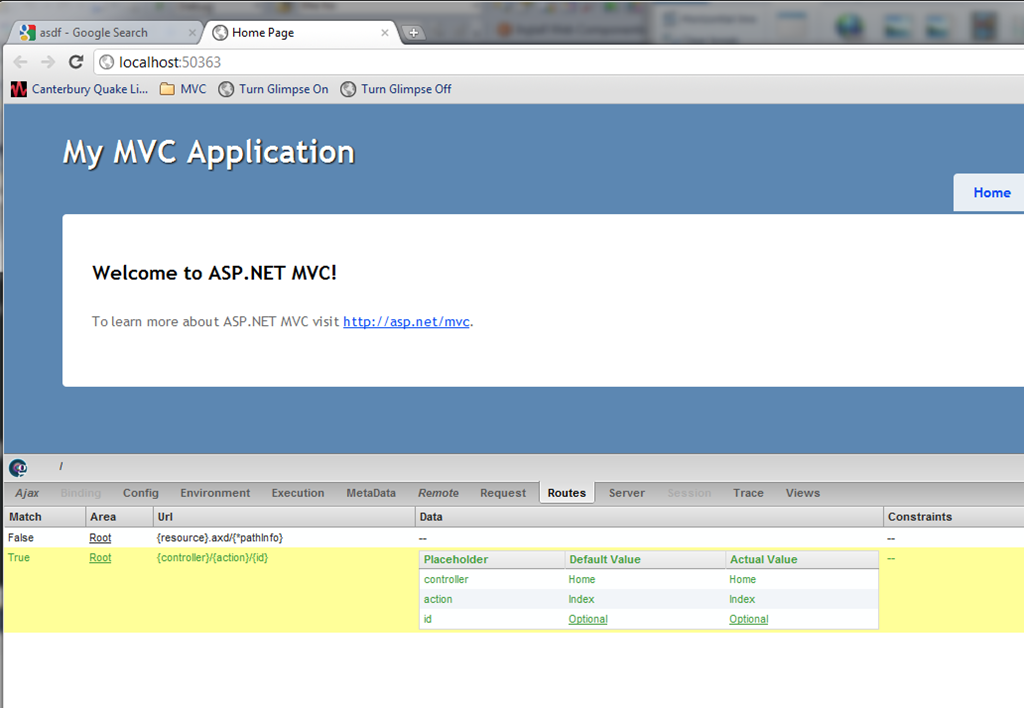 asdf - Google Search
Home Page
localhost:50363
Canterbury Quake Li... MVC Turn Glimpse On Turn Glimpse Off
My MVC Application
Home
Welcome to ASP.NET MVC!
To learn more about ASP.NET MVC visit http://asp.net/mvc.
/
Ajax Binding Config Environment Execution MetaData Remote Request Routes Server Session Trace Views
Match Area Url Data Constraints
False Root {resource}.axd/{*pathInfo} -- --
True Root {controller}/{action}/{id} Placeholder Default Value Actual Value --
controller Home Home
action Index Index
id Optional Optional